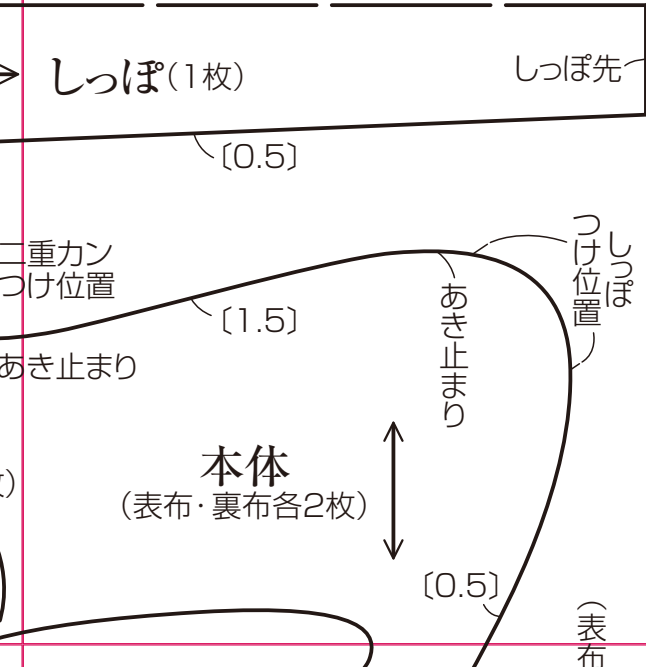 しっぽ(1枚)
しっぽ先
〔0.5〕
二重カン
つけ位置
しっぽ
つけ位置
〔1.5〕
あき止まり
あき止まり
本体
(表布・裏布各2枚)
〔0.5〕
(表布